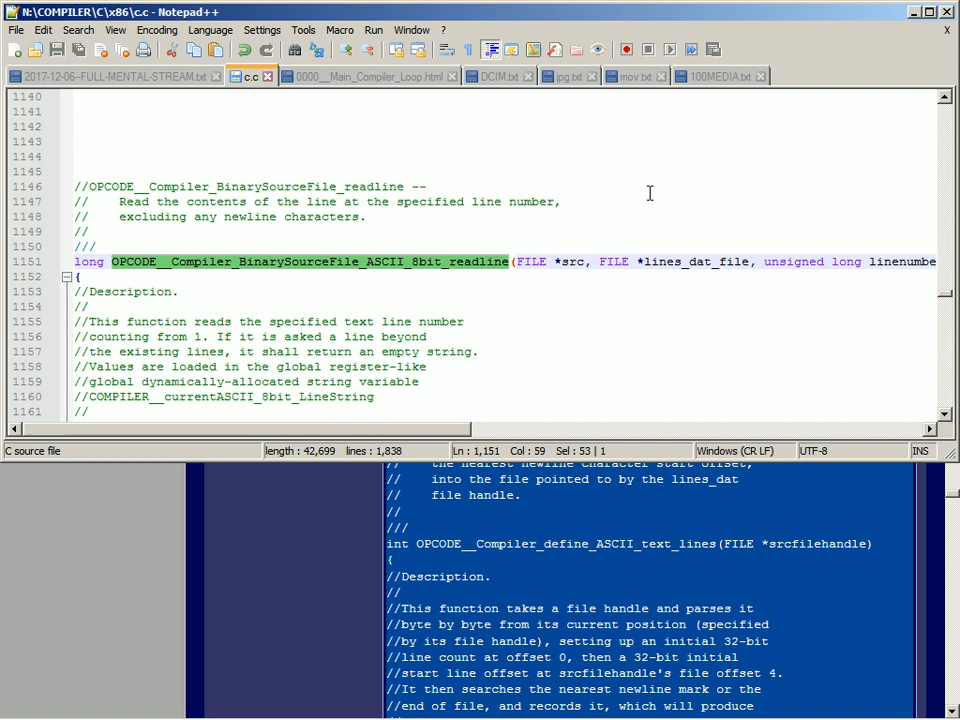 N:\COMPILER\C\x86\c.c - Notepad++
File Edit Search View Encoding Language Settings Tools Macro Run Window ? X
2017-12-06--FULL-MENTAL-STREAM.txt c.c 0000__Main_Compiler_Loop.html DCIM.txt jpg.txt mov.txt 100MEDIA.txt
1140
1141
1142
1143
1144
1145
1146 //OPCODE__Compiler_BinarySourceFile_readline --
1147 // Read the contents of the line at the specified line number,
1148 // excluding any newline characters.
1149 //
1150 ///
1151 long OPCODE__Compiler_BinarySourceFile_ASCII_8bit_readline(FILE *src, FILE *lines_dat_file, unsigned long linenumbe
1152 {
1153 //Description.
1154 //
1155 //This function reads the specified text line number
1156 //counting from 1. If it is asked a line beyond
1157 //the existing lines, it shall return an empty string.
1158 //Values are loaded in the global register-like
1159 //global dynamically-allocated string variable
1160 //COMPILER__currentASCII_8bit_LineString
1161 //
C source file length : 42,699 lines : 1,838 Ln : 1,151 Col : 59 Sel : 53 | 1 Windows (CR LF) UTF-8 INS
// the nearest newline character start offset,
// into the file pointed to by the lines_dat
// file handle.
//
///
int OPCODE__Compiler_define_ASCII_text_lines(FILE *srcfilehandle)
{
//Description.
//
//This function takes a file handle and parses it
//byte by byte from its current position (specified
//by its file handle), setting up an initial 32-bit
//line count at offset 0, then a 32-bit initial
//start line offset at srcfilehandle's file offset 4.
//It then searches the nearest newline mark or the
//end of file, and records it, which will produce